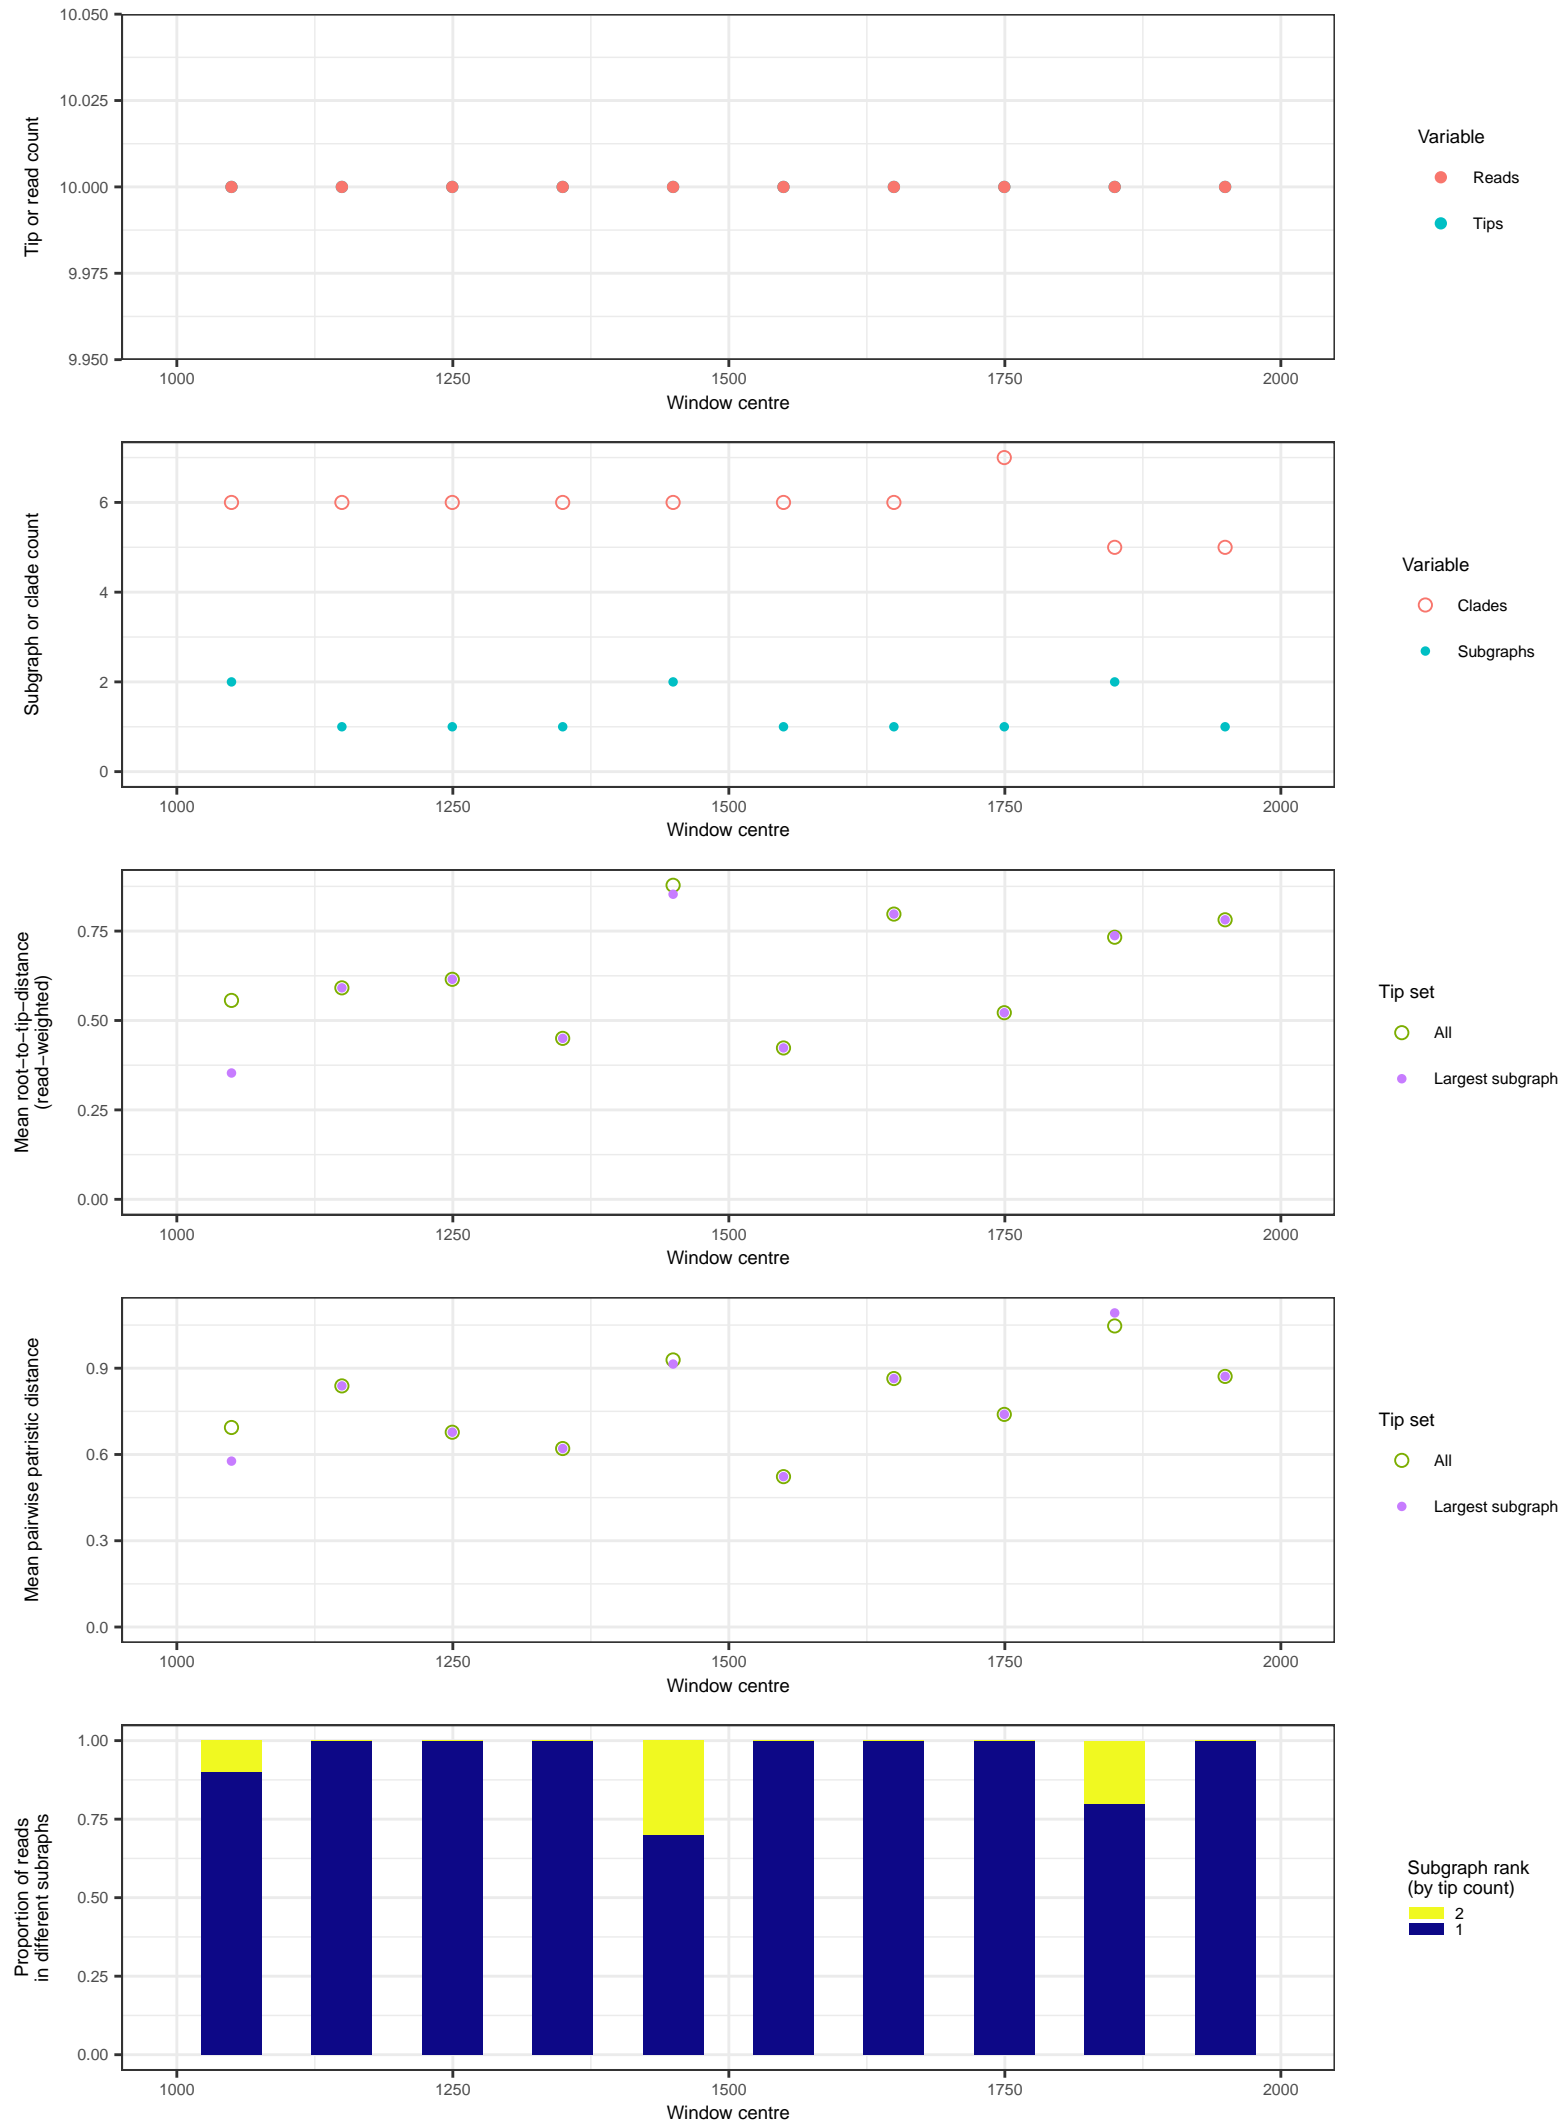 10.050
10.025
10.000
9.975
9.950
Tip or read count
1000 1250 1500 1750 2000
Window centre
Variable
Reads
Tips
6
4
2
0
Subgraph or clade count
1000 1250 1500 1750 2000
Window centre
Variable
Clades
Subgraphs
0.75
0.50
0.25
0.00
Mean root−to−tip−distance
(read−weighted)
1000 1250 1500 1750 2000
Window centre
Tip set
All
Largest subgraph
0.9
0.6
0.3
0.0
Mean pairwise patristic distance
1000 1250 1500 1750 2000
Window centre
Tip set
All
Largest subgraph
1.00
0.75
0.50
0.25
0.00
Proportion of reads
in different subraphs
1000 1250 1500 1750 2000
Window centre
Subgraph rank
(by tip count)
2
1